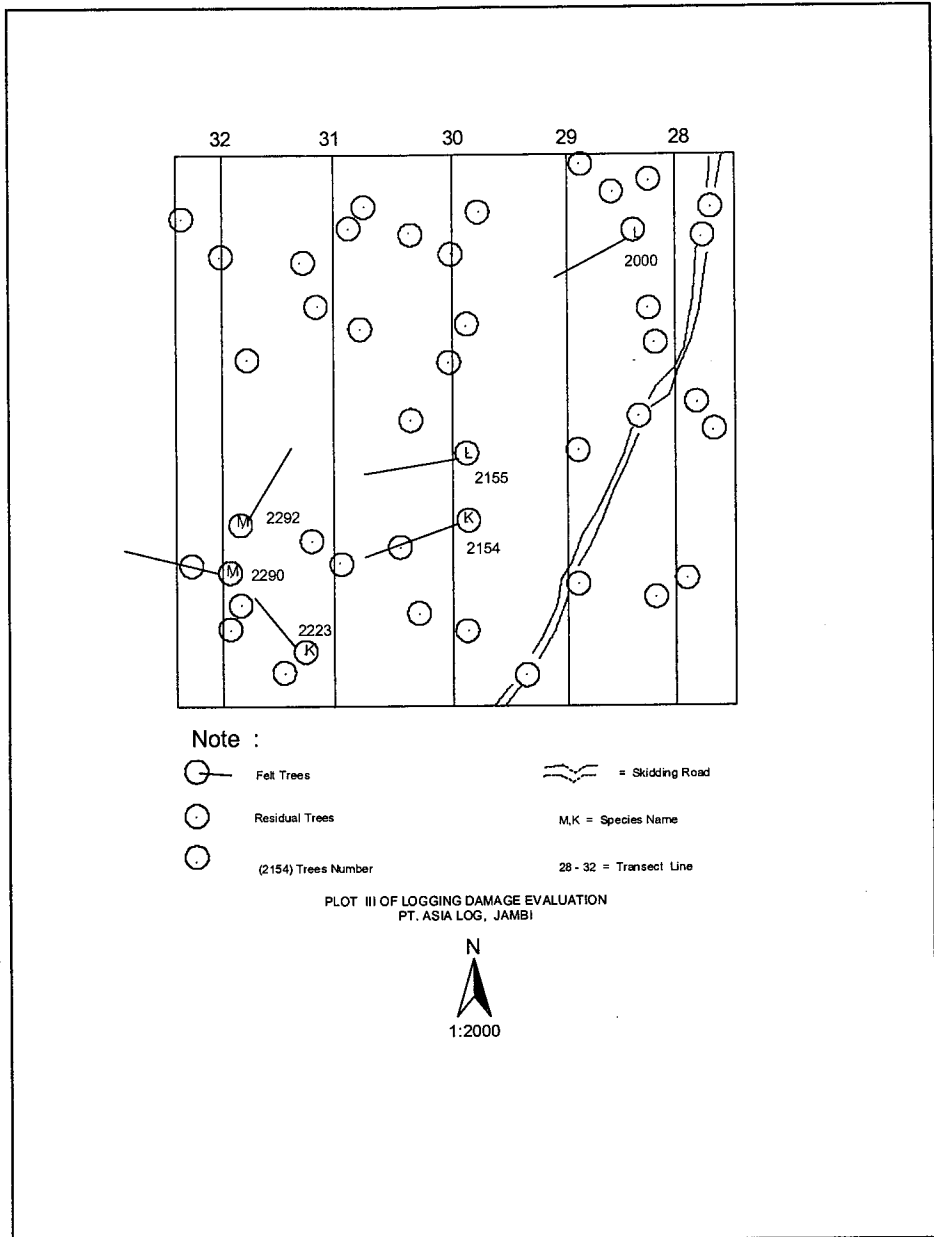 32 31 30 29 28
L
2000
L
2155
K
2154
M 2292
M 2290
2223
K
Note :
Felt Trees
= Skidding Road
Residual Trees
M,K = Species Name
(2154) Trees Number
28 - 32 = Transect Line
PLOT III OF LOGGING DAMAGE EVALUATION
PT. ASIA LOG, JAMBI
N
1:2000